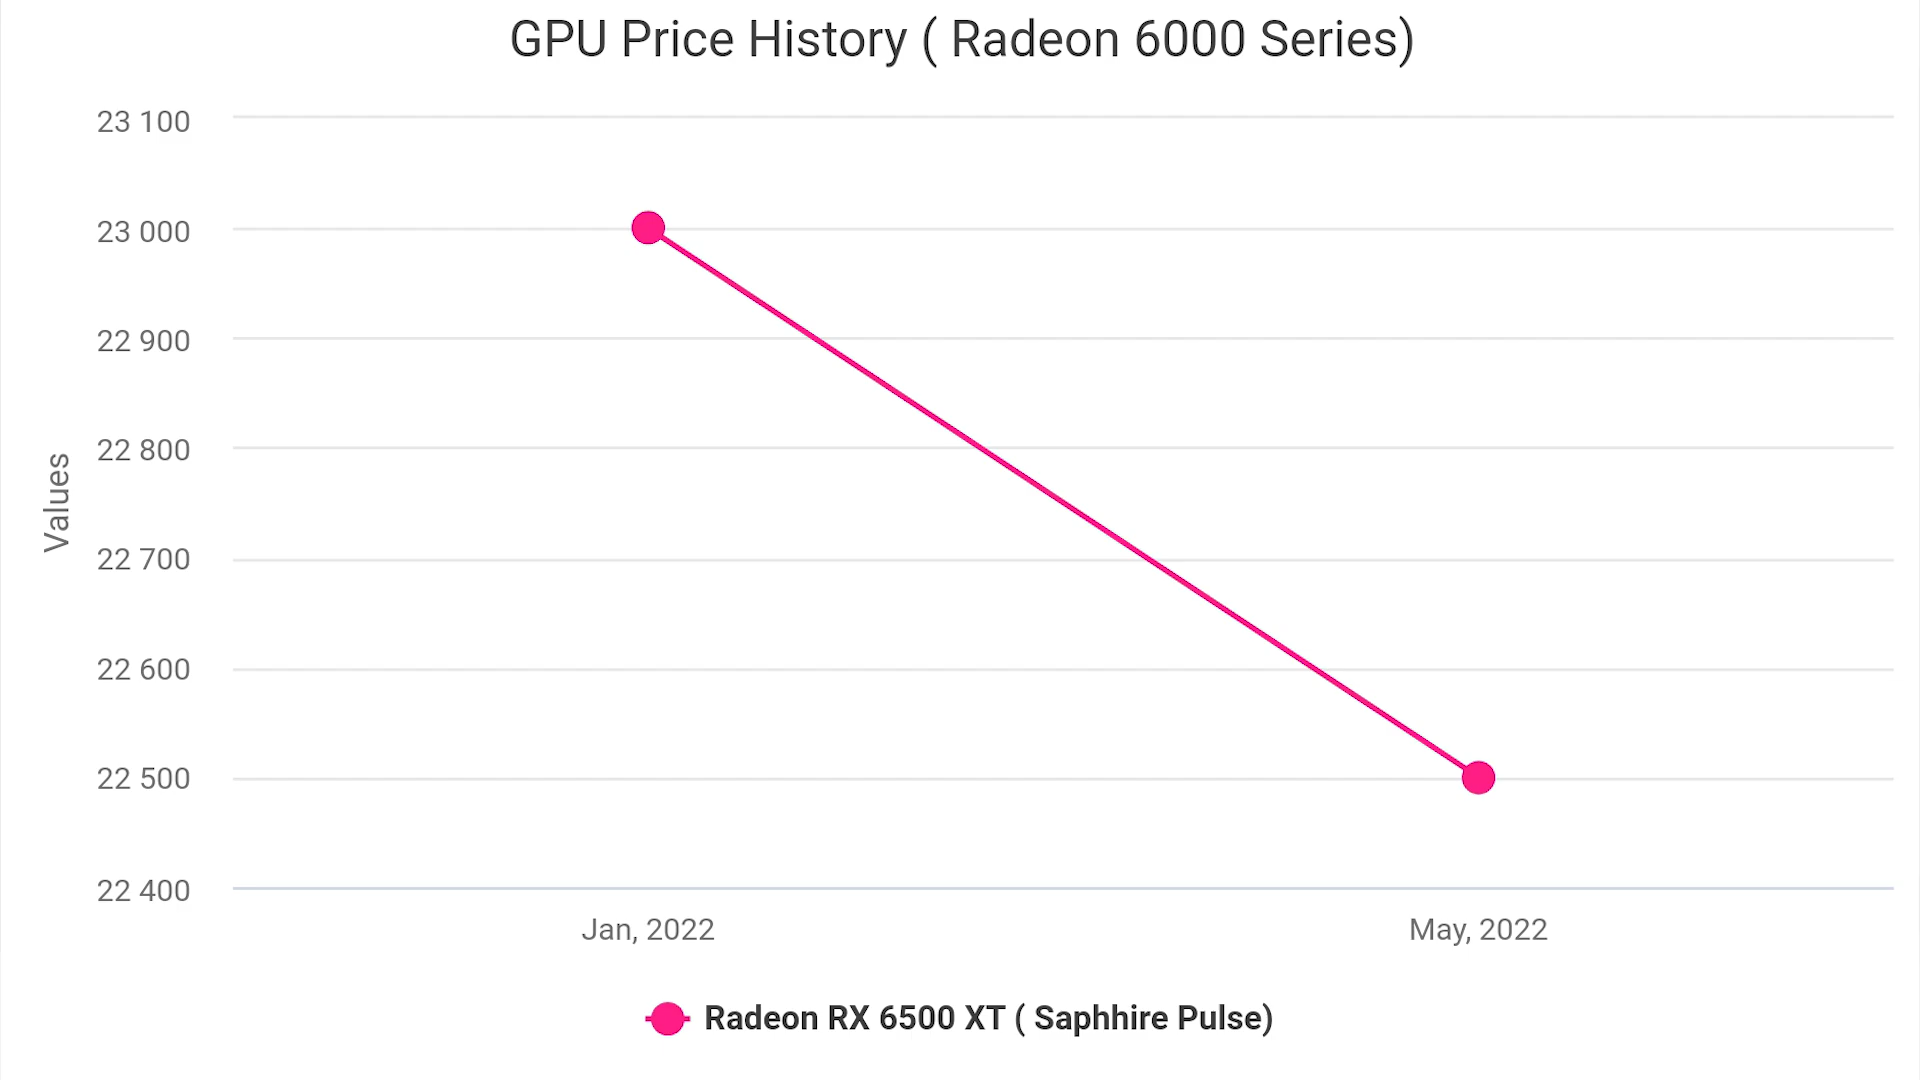 GPU Price History ( Radeon 6000 Series)
23 100
23 000
22 900
22 800
22 700
22 600
22 500
22 400
Values
Jan, 2022
May, 2022
Radeon RX 6500 XT ( Saphhire Pulse)